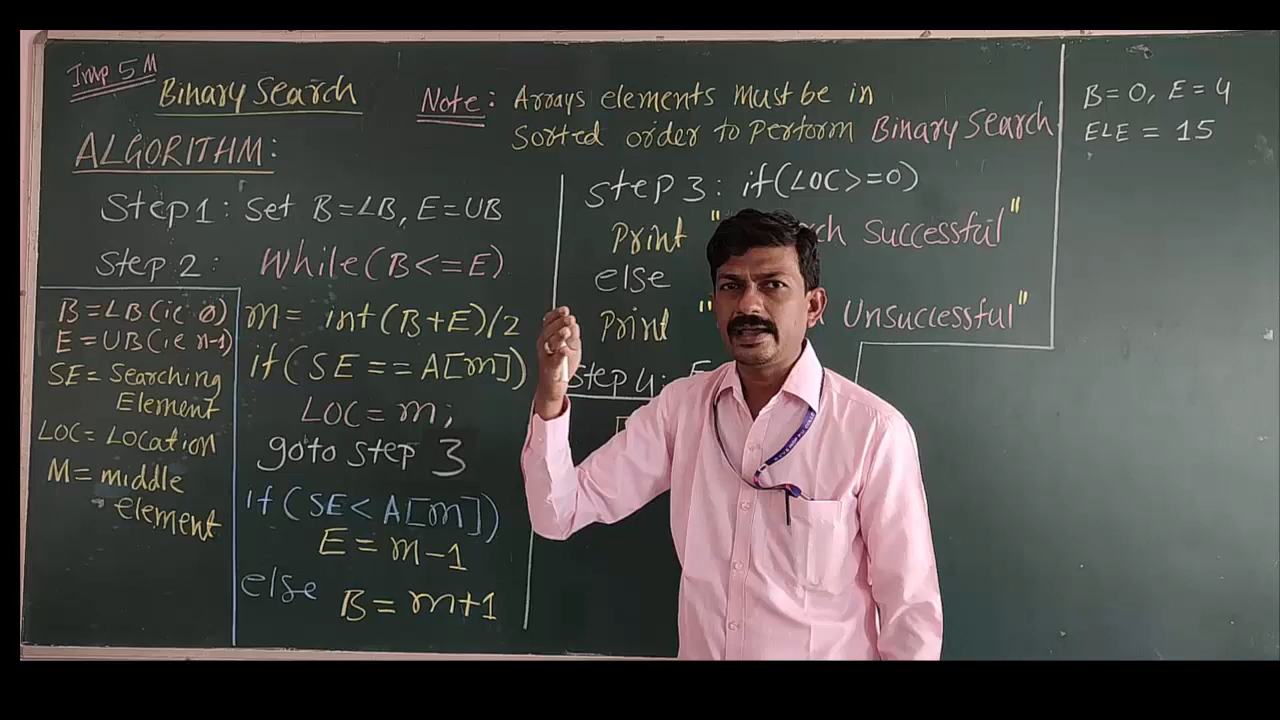 Imp 5 M
Binary Search
Note: Arrays elements must be in
Sorted order to Perform Binary Search
ALGORITHM:
Step 1: Set B=LB, E=UB
Step 2: While(B<=E)
B=LB(ie 0)
E=UB(ie n-1)
SE = Searching
Element
LOC = Location
M = middle
element
m = int(B+E)/2
if(SE == A[m])
LOC = m;
goto step 3
if(SE < A[m])
E = m-1
else B = m+1
Step 3: if(LOC>=0)
Print " Successful"
else
Print " Unsuccessful"
Step 4:
B=0, E=4
ELE = 15